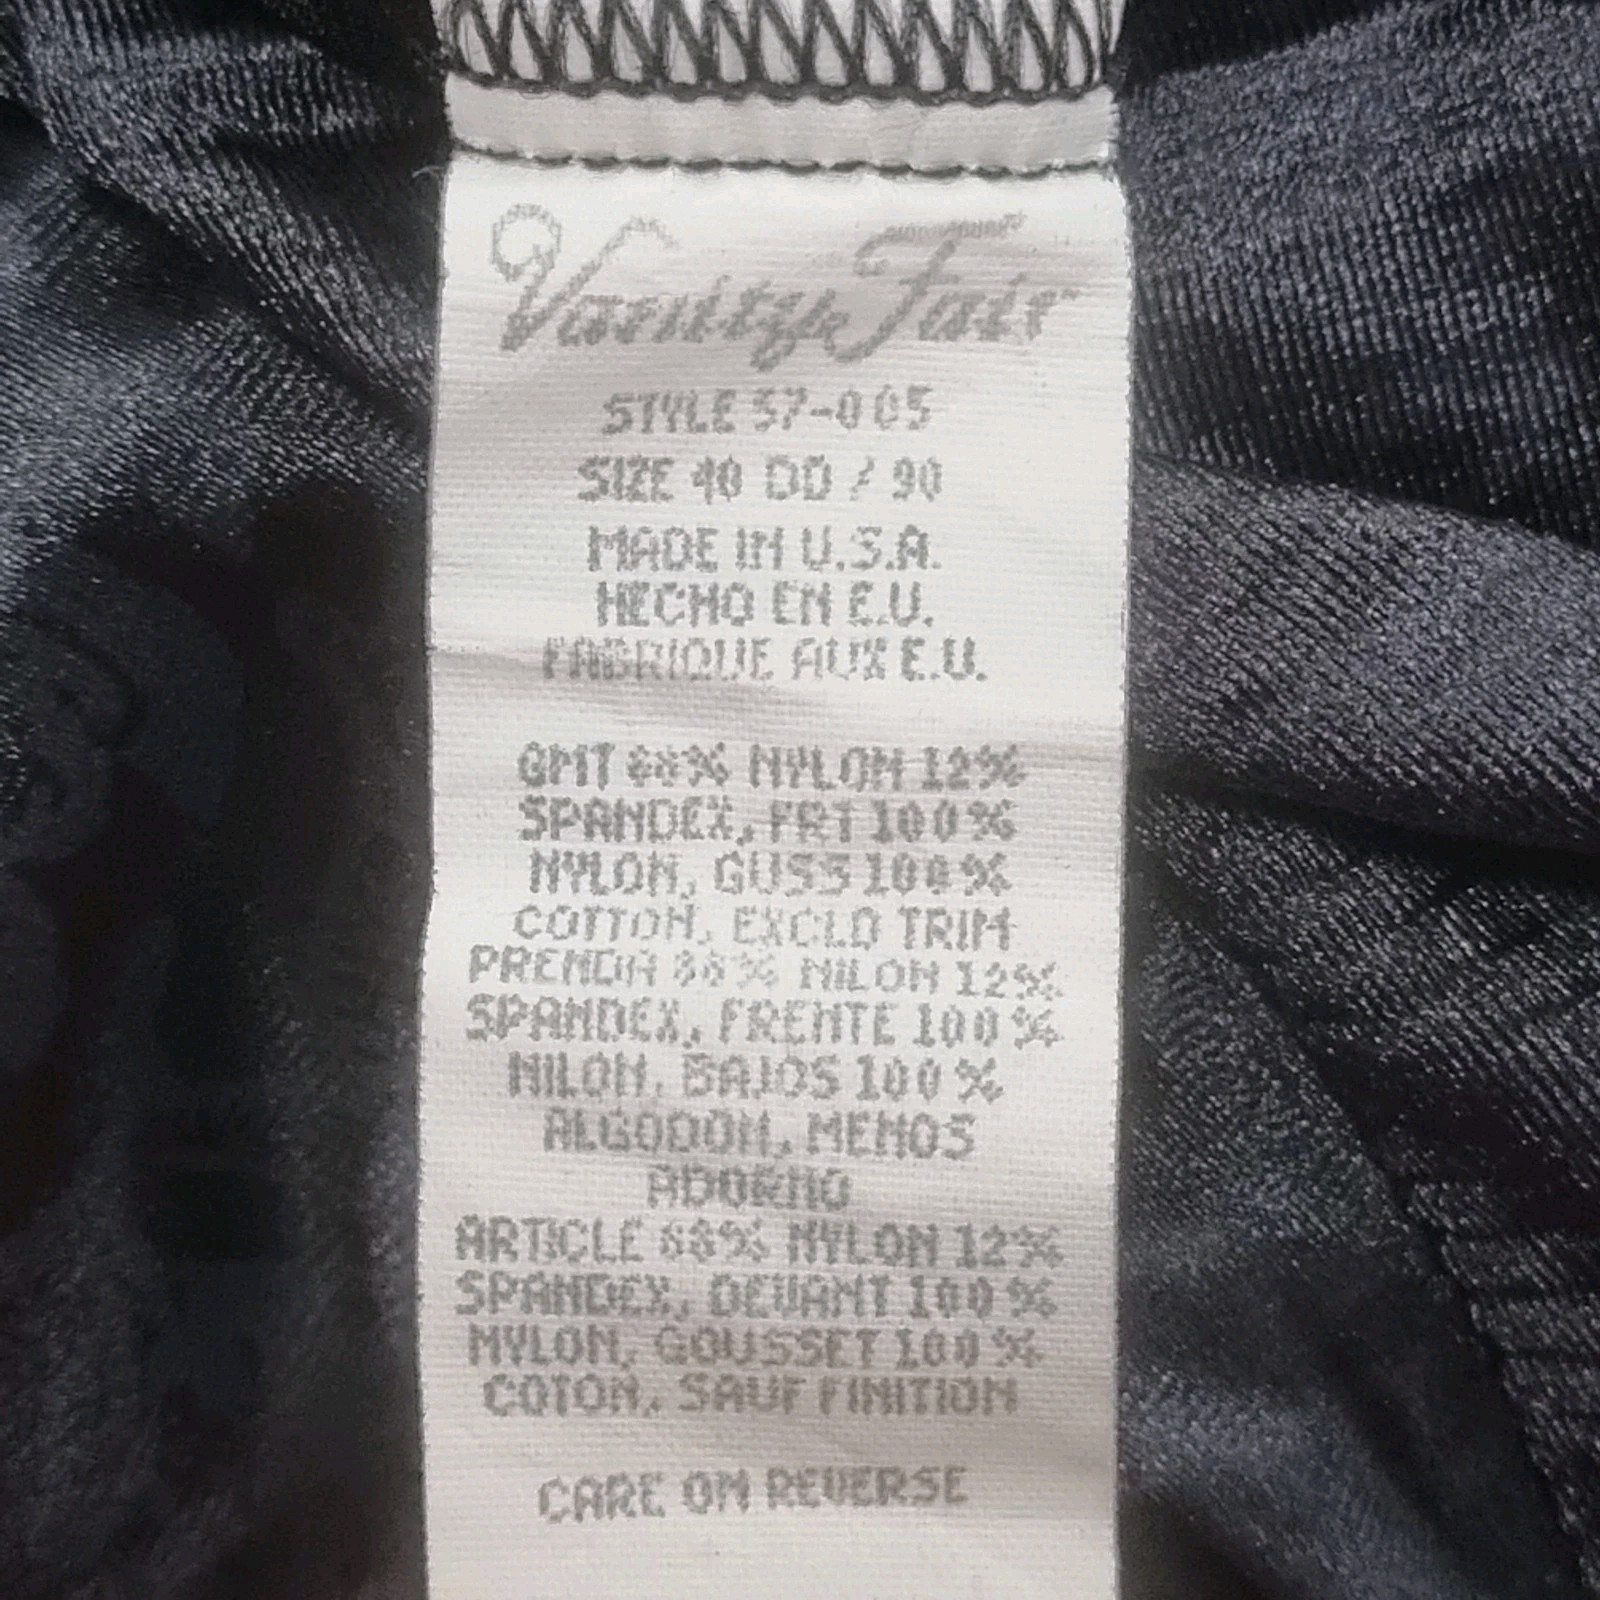 Vanity Fair
STYLE 57-005
SIZE 40 DD / 90
MADE IN U.S.A.
HECHO EN E.U.
FABRIQUE AUX E.U.
GMT 88% NYLON 12%
SPANDEX, FRT 100%
NYLON, GUSS 100%
COTTON, EXCLD TRIM
PRENDA 88% NILON 12%
SPANDEX, FRENTE 100%
NILON, BAJOS 100%
ALGODON, MENOS
ADORNO
ARTICLE 88% NYLON 12%
SPANDEX, DEVANT 100%
NYLON, GOUSSET 100%
COTON, SAUF FINITION
CARE ON REVERSE